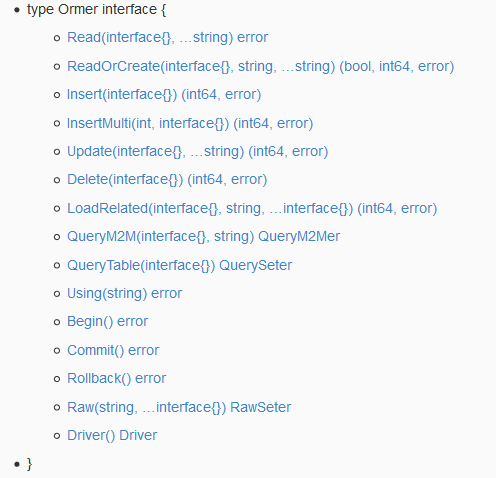 type Ormer interface {
Read(interface{}, …string) error
ReadOrCreate(interface{}, string, …string) (bool, int64, error)
Insert(interface{}) (int64, error)
InsertMulti(int, interface{}) (int64, error)
Update(interface{}, …string) (int64, error)
Delete(interface{}) (int64, error)
LoadRelated(interface{}, string, …interface{}) (int64, error)
QueryM2M(interface{}, string) QueryM2Mer
QueryTable(interface{}) QuerySeter
Using(string) error
Begin() error
Commit() error
Rollback() error
Raw(string, …interface{}) RawSeter
Driver() Driver
}